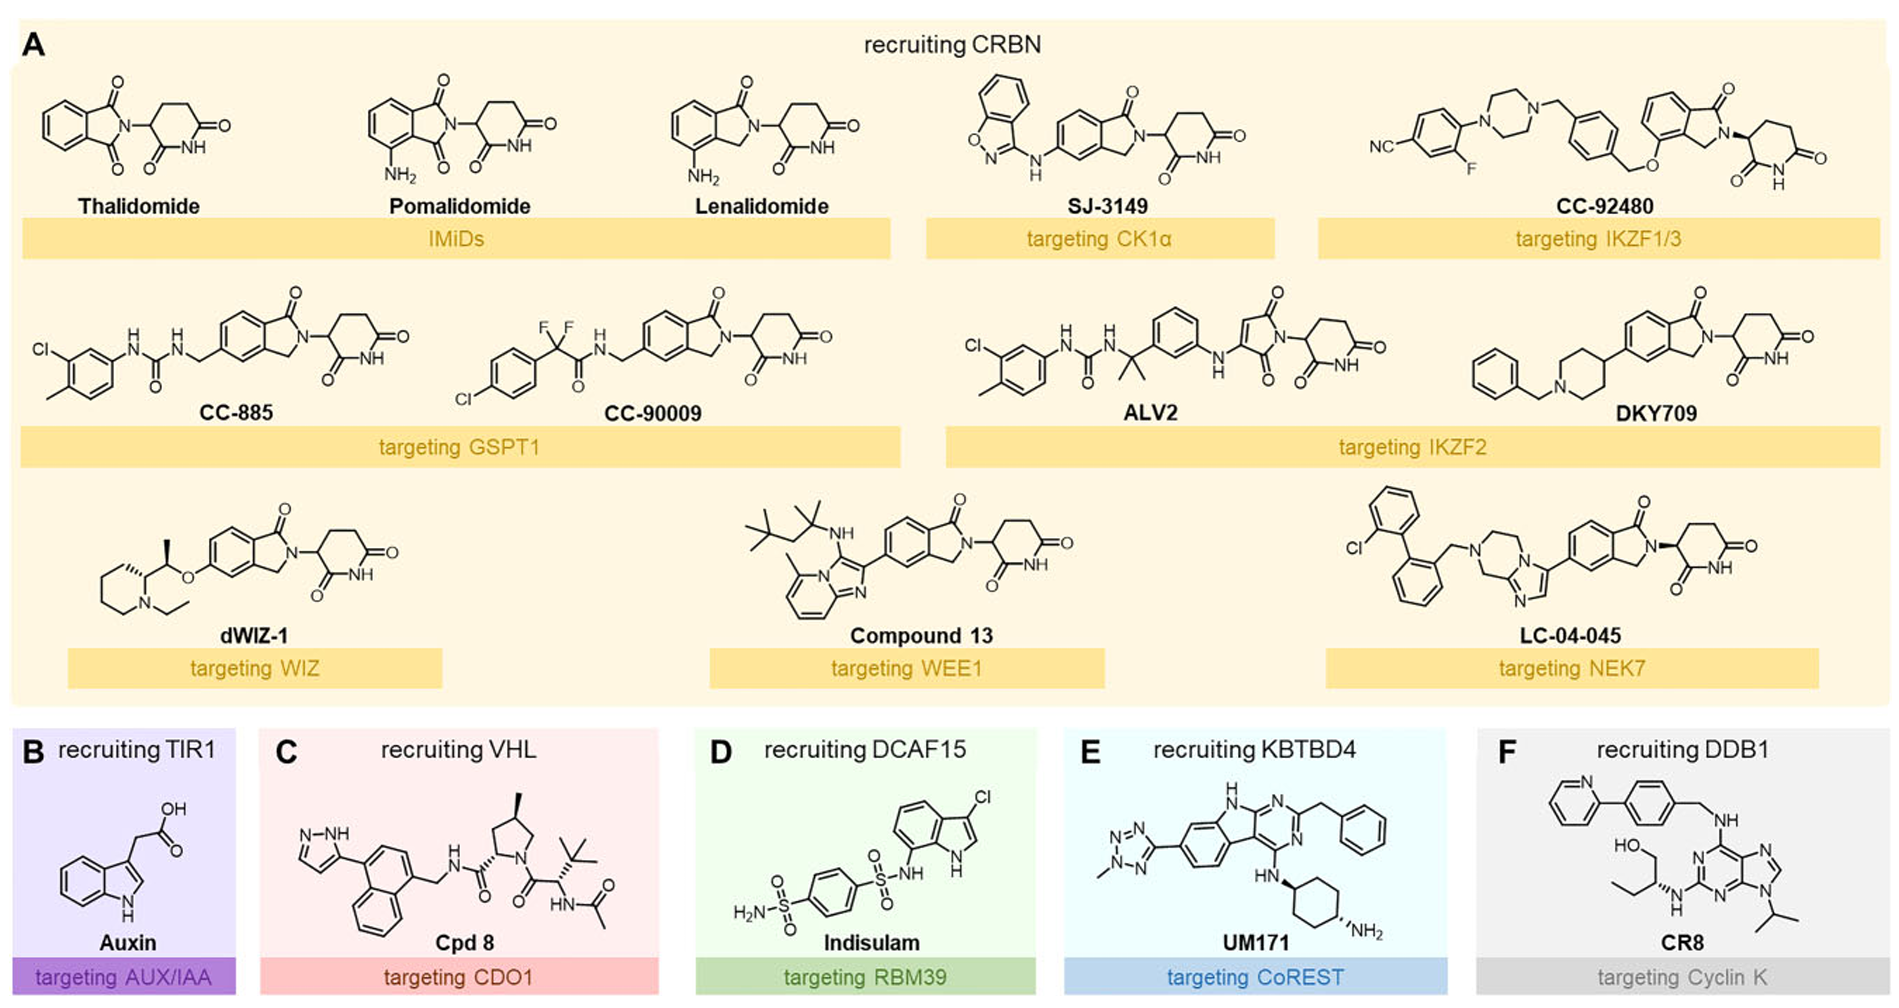 A recruiting CRBN
Thalidomide Pomalidomide Lenalidomide SJ-3149 CC-92480
IMiDs targeting CK1α targeting IKZF1/3
CC-885 CC-90009 ALV2 DKY709
targeting GSPT1 targeting IKZF2
dWIZ-1 Compound 13 LC-04-045
targeting WIZ targeting WEE1 targeting NEK7
B recruiting TIR1
Auxin
targeting AUX/IAA
C recruiting VHL
Cpd 8
targeting CDO1
D recruiting DCAF15
Indisulam
targeting RBM39
E recruiting KBTBD4
UM171
targeting CoREST
F recruiting DDB1
CR8
targeting Cyclin K